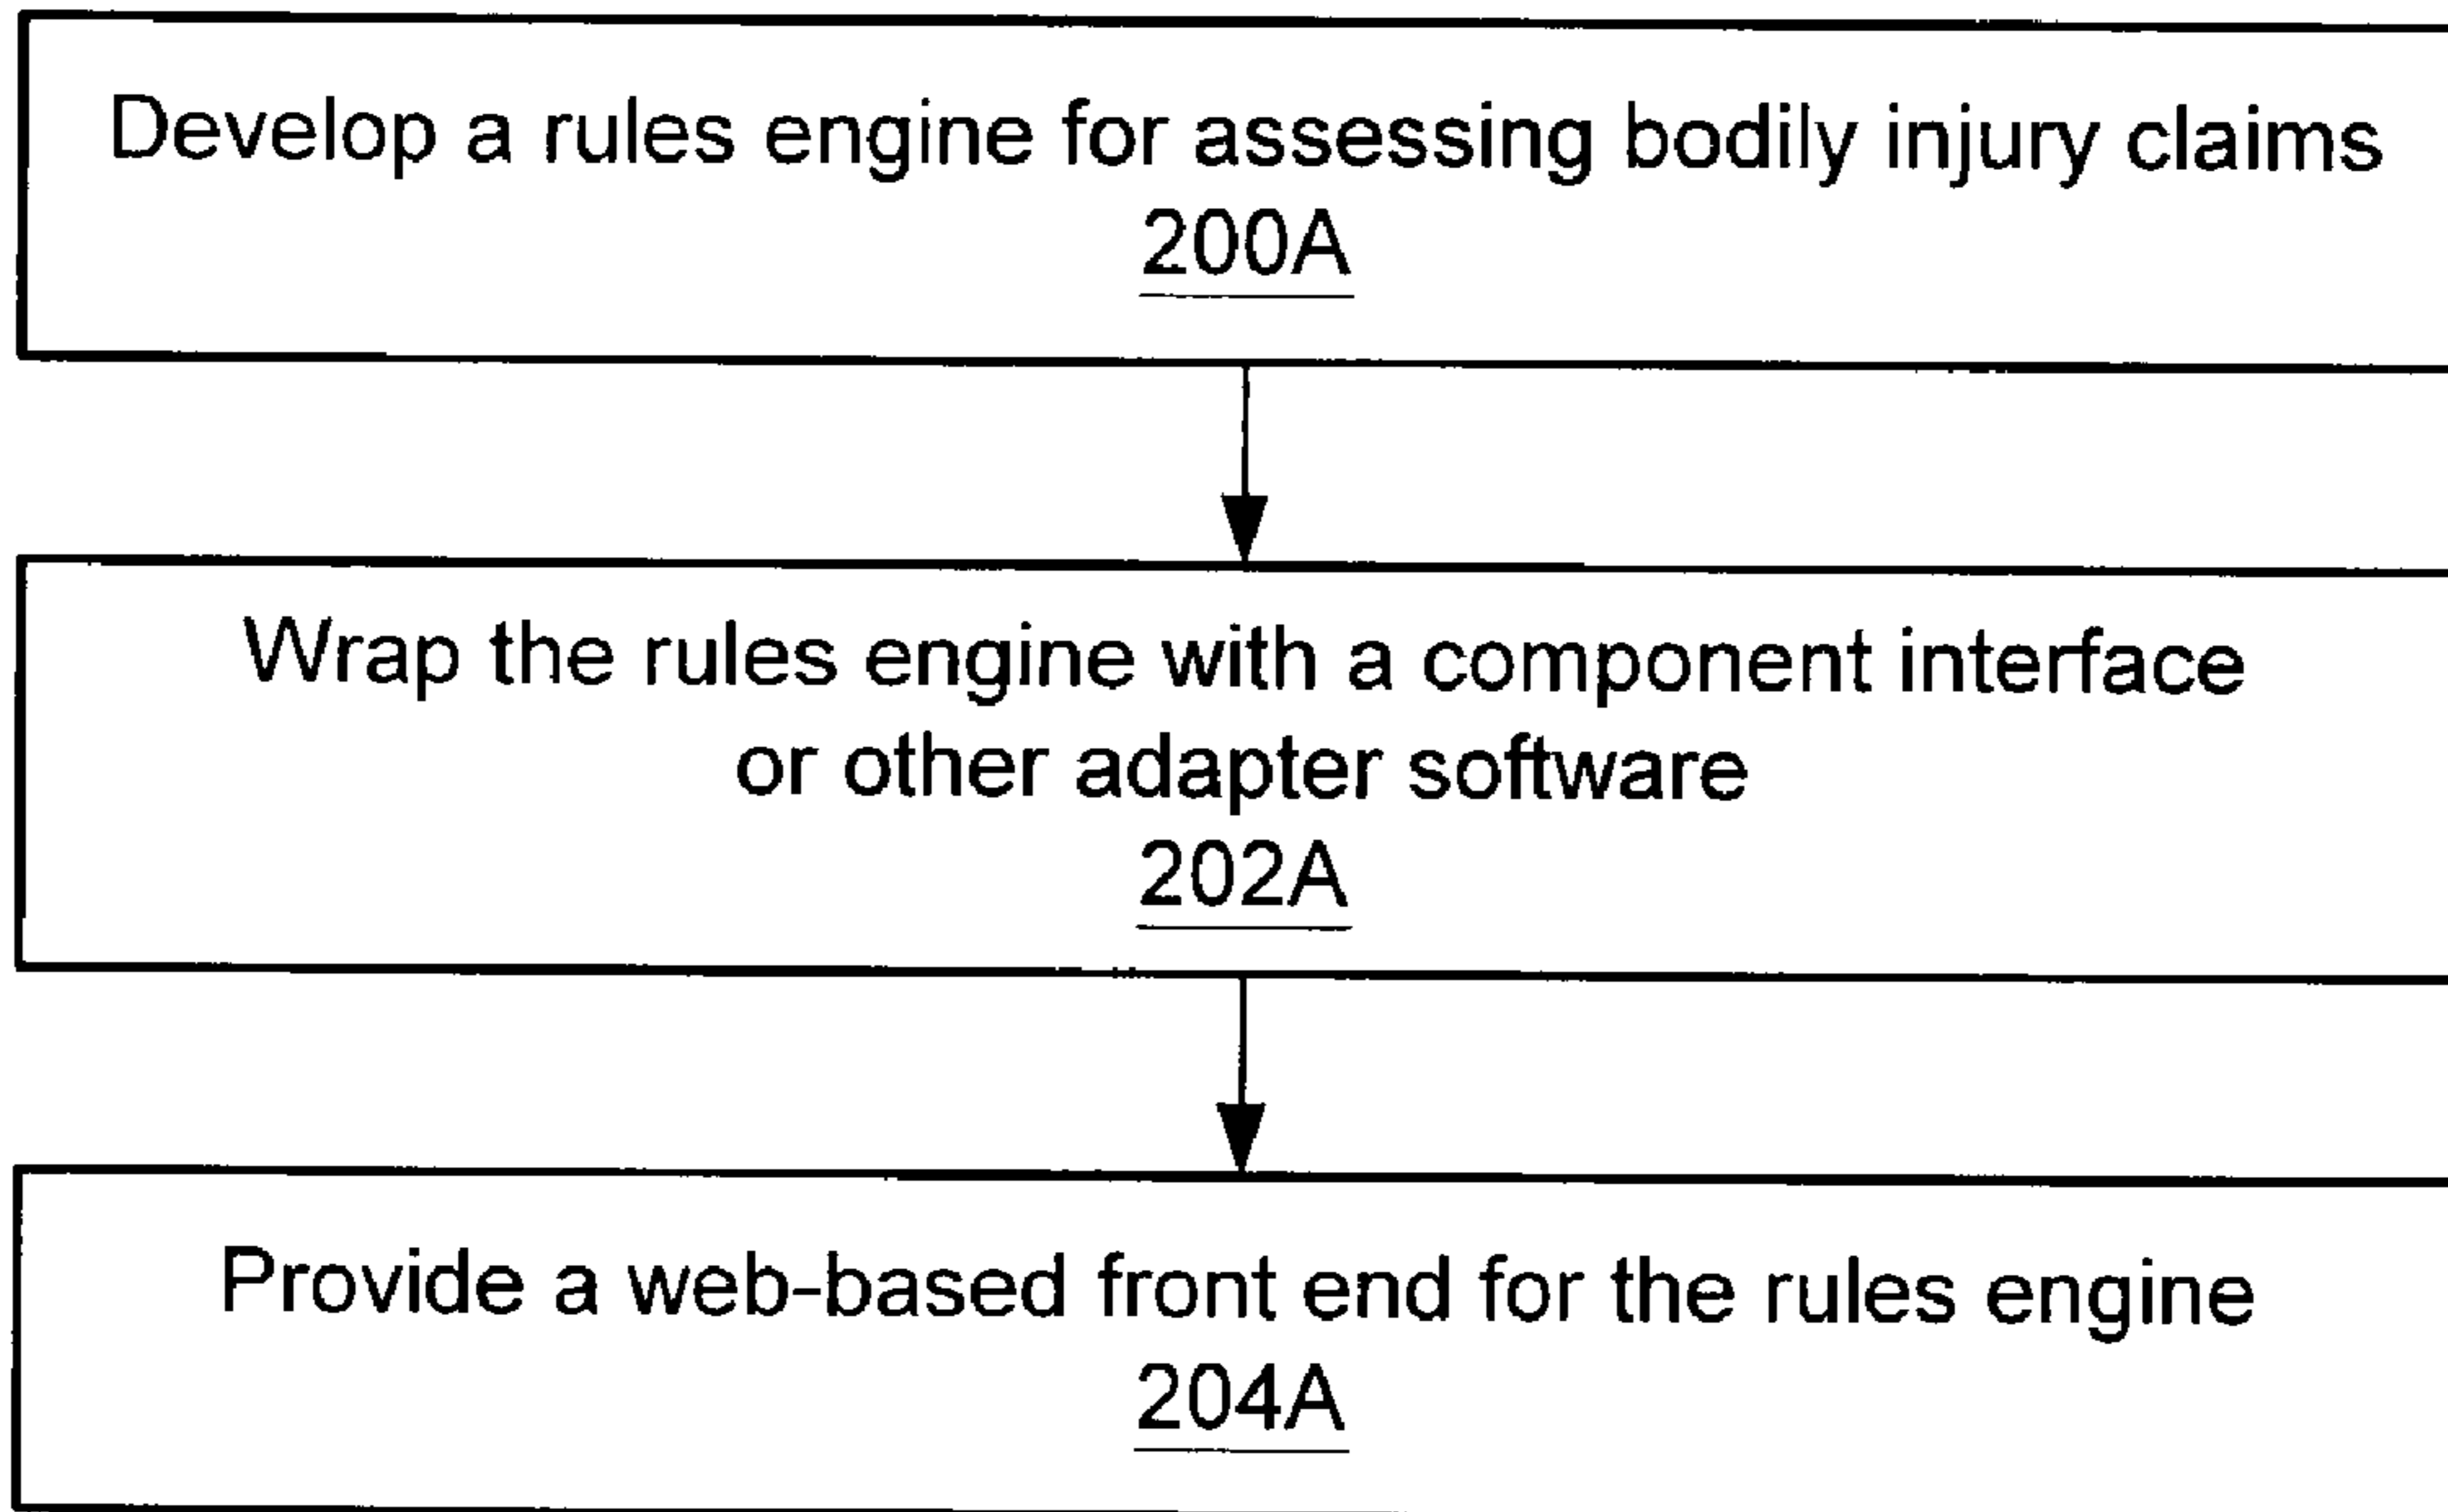 Develop a rules engine for assessing bodily injury claims
200A
Wrap the rules engine with a component interface
or other adapter software
202A
Provide a web-based front end for the rules engine
204A